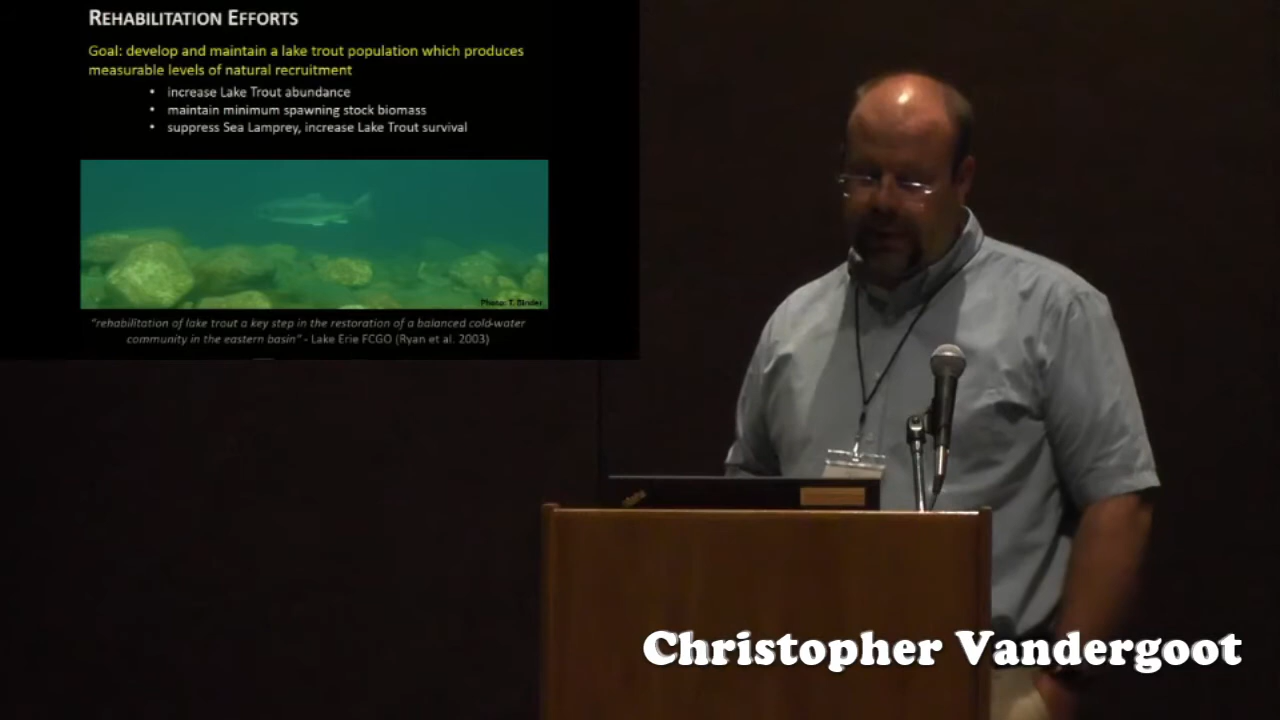 REHABILITATION EFFORTS
Goal: develop and maintain a lake trout population which produces
measurable levels of natural recruitment
• increase Lake Trout abundance
• maintain minimum spawning stock biomass
• suppress Sea Lamprey, increase Lake Trout survival
Photo: T. Binder
"rehabilitation of lake trout a key step in the restoration of a balanced cold-water
community in the eastern basin" - Lake Erie FCGO (Ryan et al. 2003)
Christopher Vandergoot